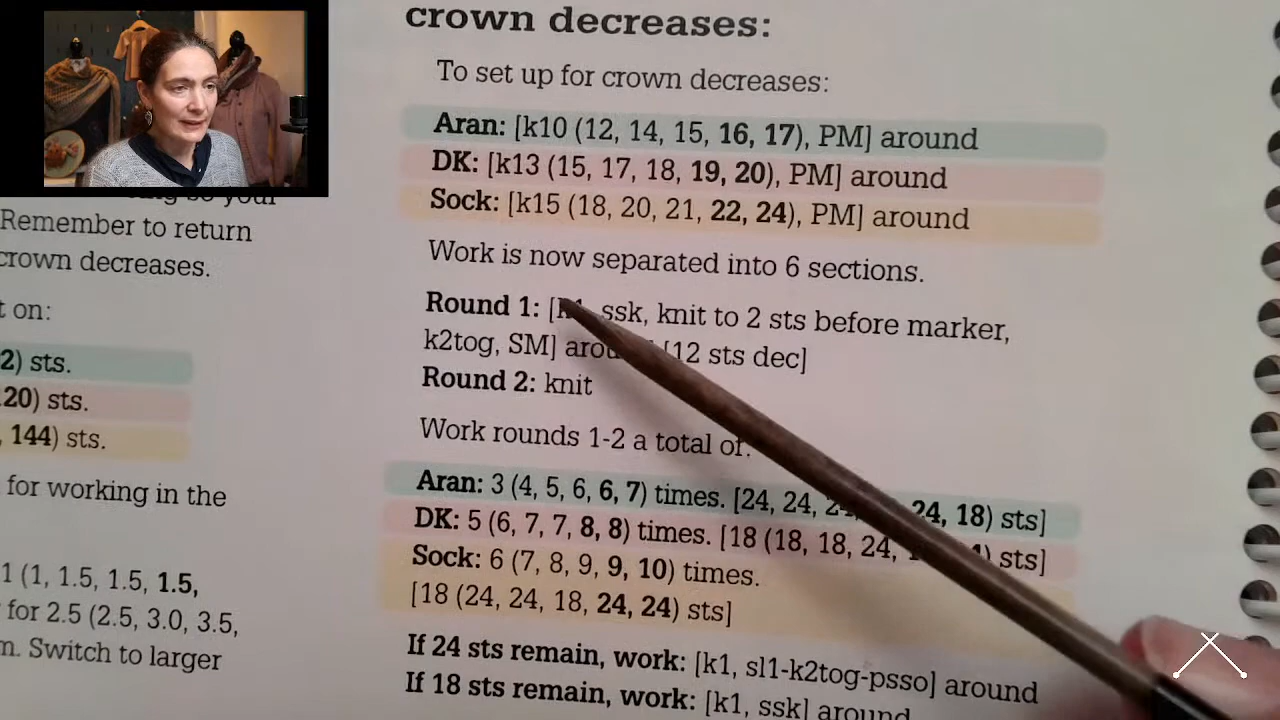 crown decreases:
To set up for crown decreases:
Aran: [k10 (12, 14, 15, 16, 17), PM] around
DK: [k13 (15, 17, 18, 19, 20), PM] around
Sock: [k15 (18, 20, 21, 22, 24), PM] around
Work is now separated into 6 sections.
Round 1: [k1, ssk, knit to 2 sts before marker,
k2tog, SM] around [12 sts dec]
Round 2: knit
Work rounds 1-2 a total of:
Aran: 3 (4, 5, 6, 6, 7) times. [24, 24, 24, 18) sts]
DK: 5 (6, 7, 7, 8, 8) times. [18 (18, 18, 24, sts]
Sock: 6 (7, 8, 9, 9, 10) times.
[18 (24, 24, 18, 24, 24) sts]
If 24 sts remain, work: [k1, sl1-k2tog-psso] around
If 18 sts remain, work: [k1, ssk] around
so your
Remember to return
crown decreases.
t on:
2) sts.
20) sts.
, 144) sts.
for working in the
1 (1, 1.5, 1.5, 1.5,
for 2.5 (2.5, 3.0, 3.5,
m. Switch to larger